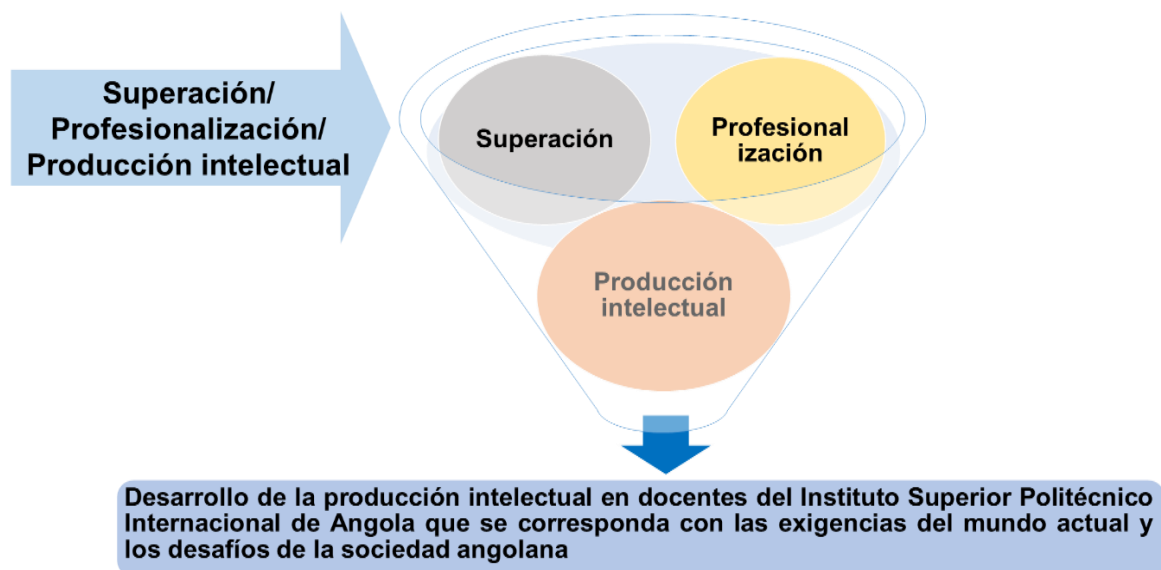 Superación/
Profesionalización/
Producción intelectual
Superación
Profesional
ización
Producción
intelectual
Desarrollo de la producción intelectual en docentes del Instituto Superior Politécnico
Internacional de Angola que se corresponda con las exigencias del mundo actual y
los desafíos de la sociedad angolana